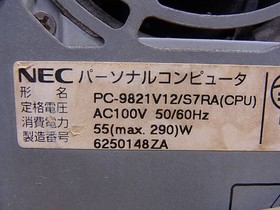 NEC パーソナルコンピュータ
形名 PC-9821V12/S7RA(CPU)
定格電圧 AC100V 50/60Hz
消費電力 55(max. 290)W
製造番号 6250148ZA